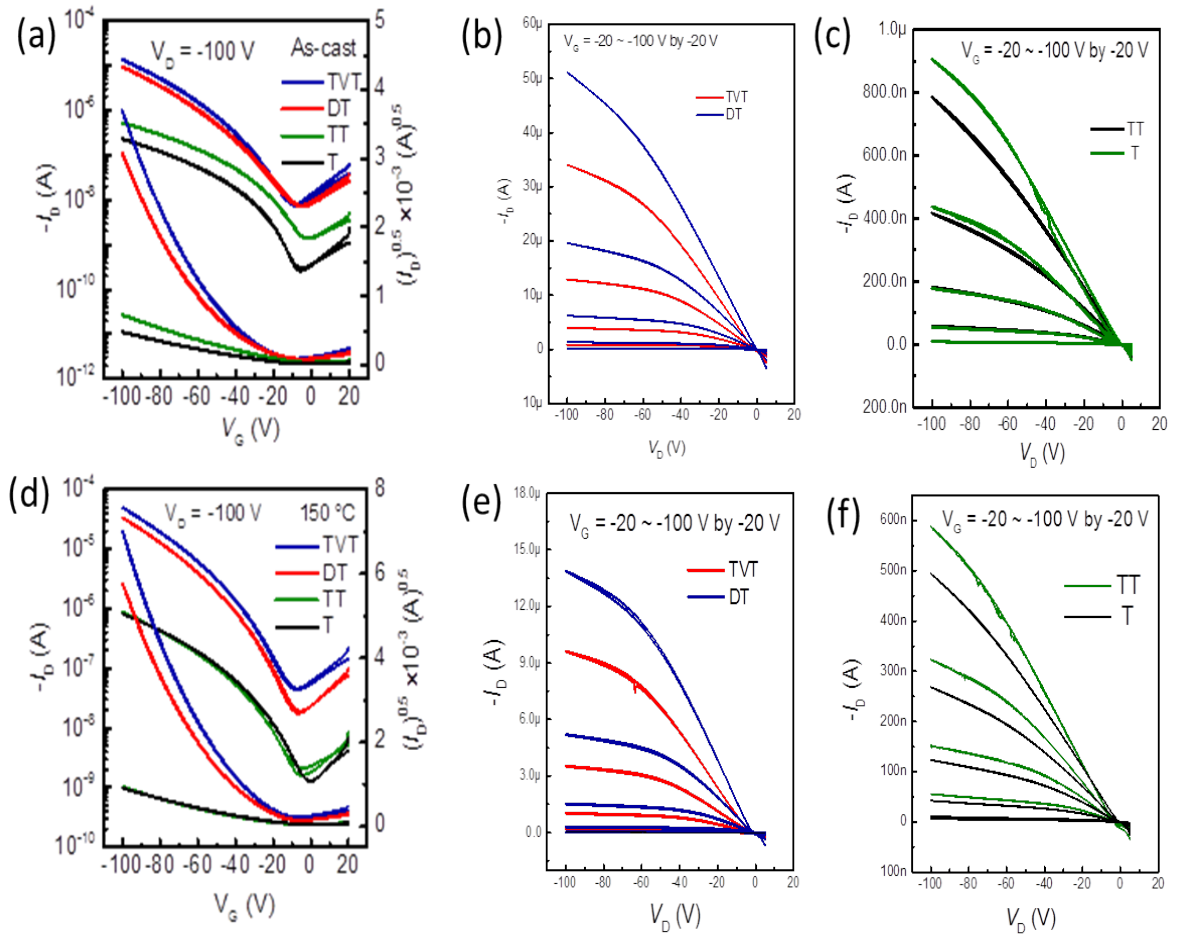 (a)
V_D = -100 V
As-cast
TVT
DT
TT
T
10⁻⁴
10⁻⁶
10⁻⁸
10⁻¹⁰
10⁻¹²
-I_D (A)
5
4
3
2
1
0
(I_D)^0.5 ×10⁻³ (A)^0.5
-100 -80 -60 -40 -20 0 20
V_G (V)
(b)
V_G = -20 ~ -100 V by -20 V
TVT
DT
60µ
50µ
40µ
30µ
20µ
10µ
0
10µ
-I_D (A)
-100 -80 -60 -40 -20 0 20
V_D (V)
(c)
V_G = -20 ~ -100 V by -20 V
TT
T
1.0µ
800.0n
600.0n
400.0n
200.0n
0.0
200.0n
-I_D (A)
-100 -80 -60 -40 -20 0 20
V_D (V)
(d)
V_D = -100 V
150 °C
TVT
DT
TT
T
10⁻⁴
10⁻⁵
10⁻⁶
10⁻⁷
10⁻⁸
10⁻⁹
10⁻¹⁰
-I_D (A)
8
6
4
2
0
(I_D)^0.5 ×10⁻³ (A)^0.5
-100 -80 -60 -40 -20 0 20
V_G (V)
(e)
V_G = -20 ~ -100 V by -20 V
TVT
DT
18.0µ
15.0µ
12.0µ
9.0µ
6.0µ
3.0µ
0.0
-I_D (A)
-100 -80 -60 -40 -20 0 20
V_D (V)
(f)
V_G = -20 ~ -100 V by -20 V
TT
T
600n
500n
400n
300n
200n
100n
0
100n
-I_D (A)
-100 -80 -60 -40 -20 0 20
V_D (V)